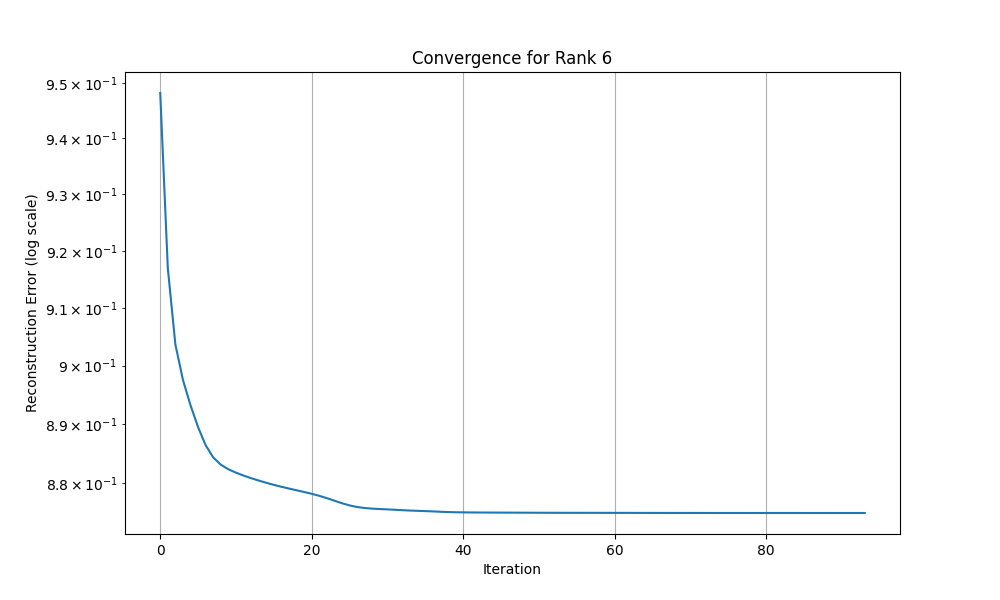 Convergence for Rank 6
Reconstruction Error (log scale)
9.5 × 10⁻¹
9.4 × 10⁻¹
9.3 × 10⁻¹
9.2 × 10⁻¹
9.1 × 10⁻¹
9 × 10⁻¹
8.9 × 10⁻¹
8.8 × 10⁻¹
0 20 40 60 80
Iteration